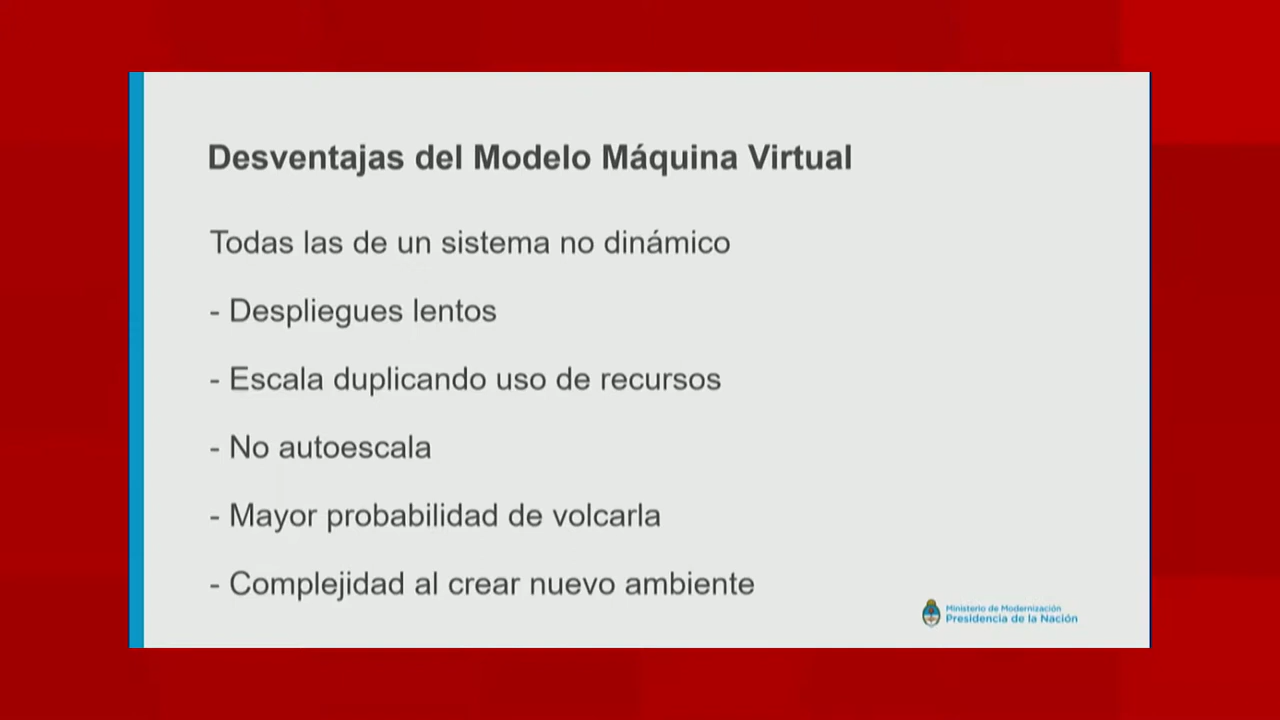 Desventajas del Modelo Máquina Virtual
Todas las de un sistema no dinámico
- Despliegues lentos
- Escala duplicando uso de recursos
- No autoescala
- Mayor probabilidad de volcarla
- Complejidad al crear nuevo ambiente
Ministerio de Modernización
Presidencia de la Nación